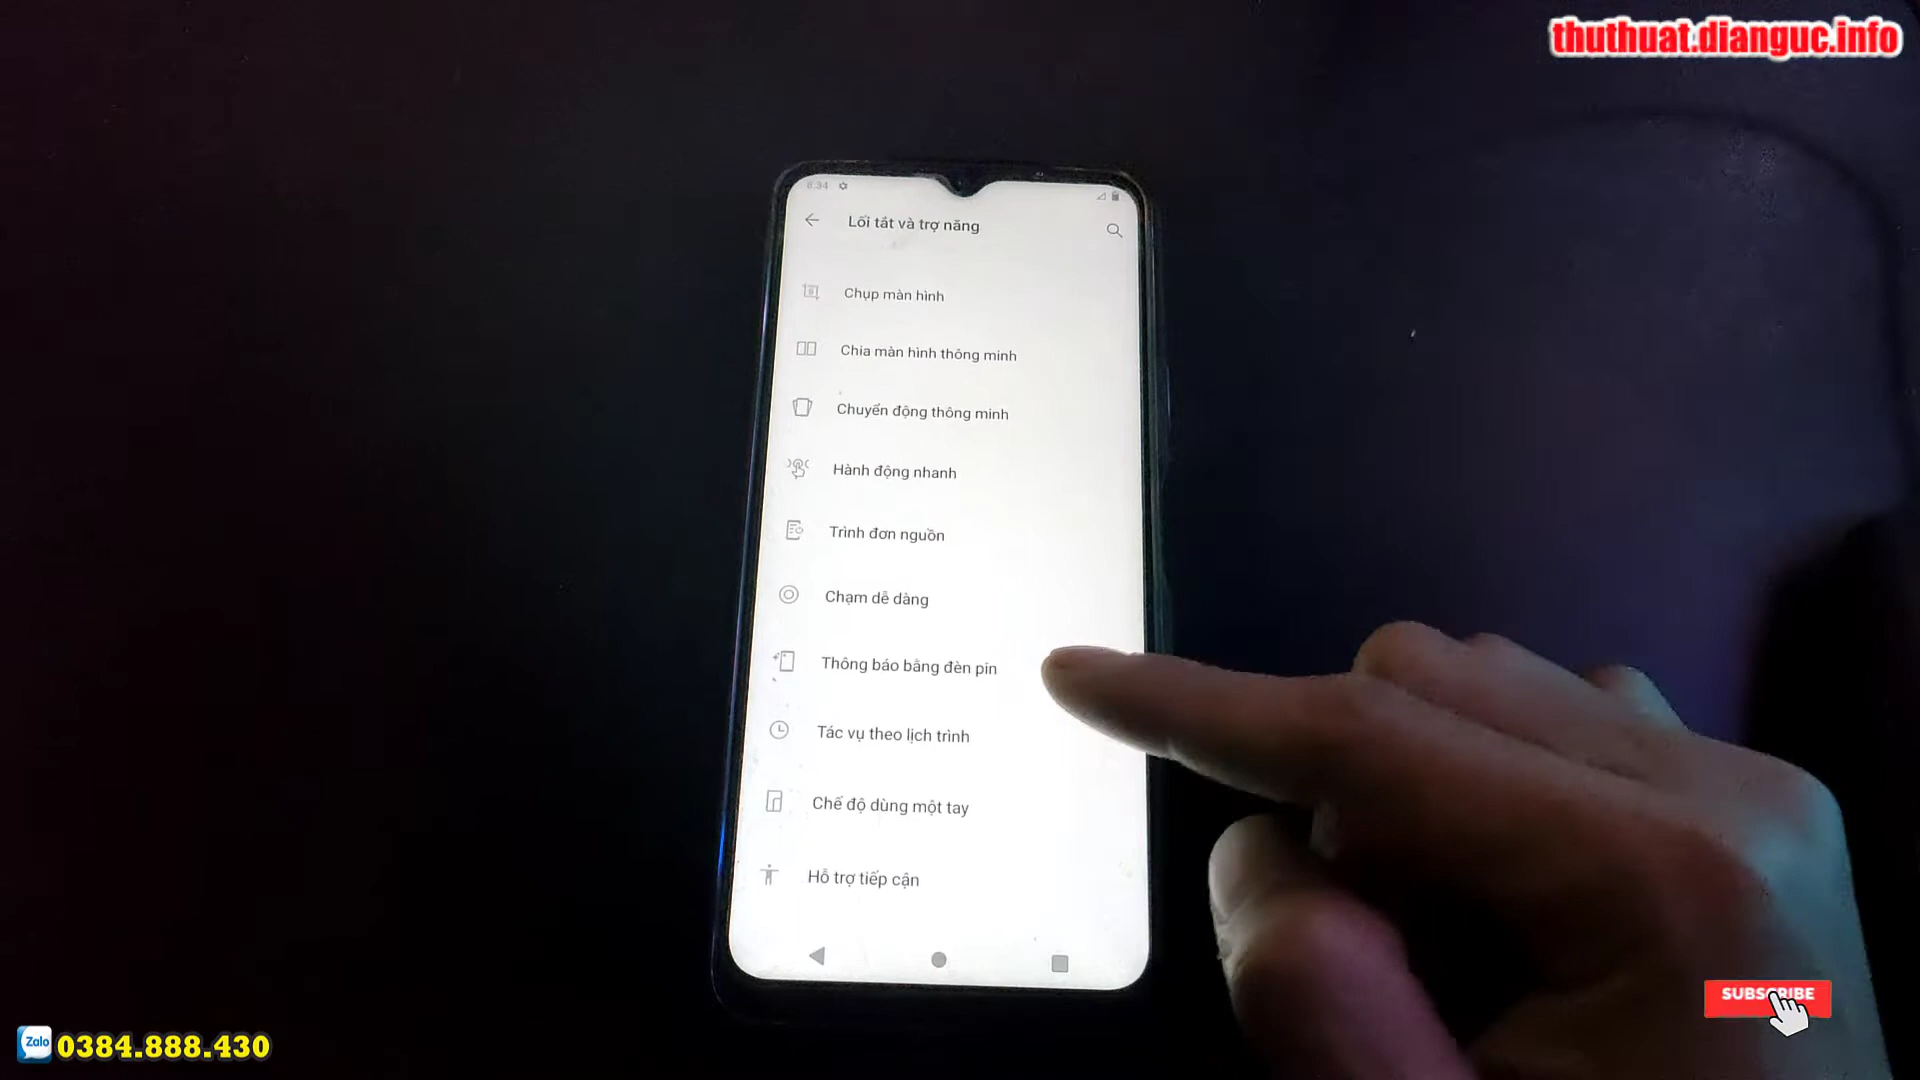 thuthuat.dianguc.info
8:34
Lối tắt và trợ năng
Chụp màn hình
Chia màn hình thông minh
Chuyển động thông minh
Hành động nhanh
Trình đơn nguồn
Chạm dễ dàng
Thông báo bằng đèn pin
Tác vụ theo lịch trình
Chế độ dùng một tay
Hỗ trợ tiếp cận
SUBSCRIBE
Zalo
0384.888.430